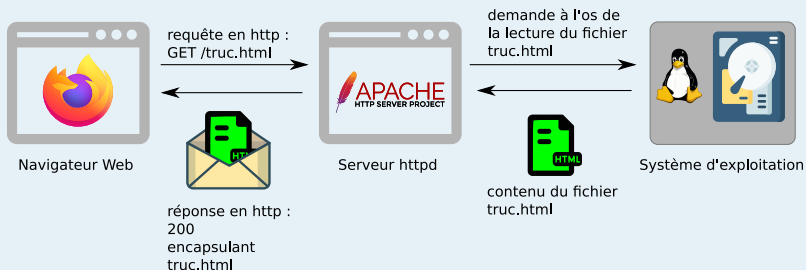 requête en http :
GET /truc.html
demande à l'os de
la lecture du fichier
truc.html
APACHE
HTTP SERVER PROJECT
HTML
HTML
Navigateur Web
Serveur httpd
Système d'exploitation
réponse en http :
200
encapsulant
truc.html
contenu du fichier
truc.html